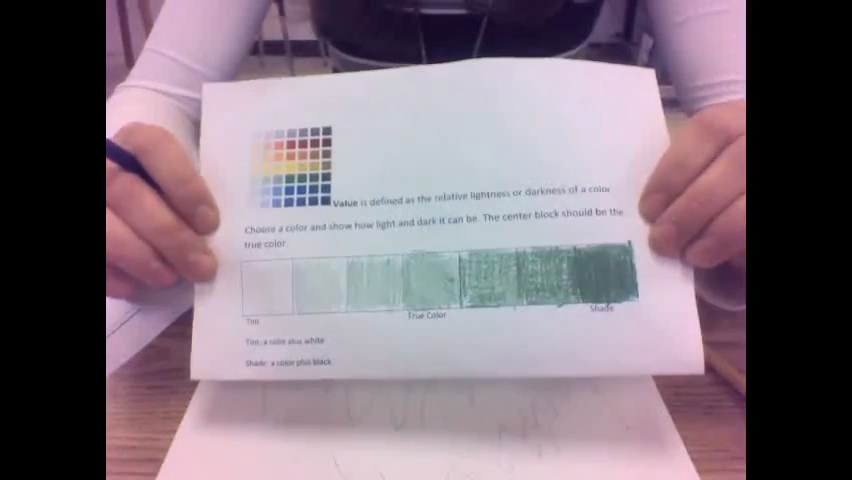 Value is defined as the relative lightness or darkness of a color
Choose a color and show how light and dark it can be. The center block should be the
true color.
Tint
True Color
Shade
Tint: a color plus white
Shade: a color plus black